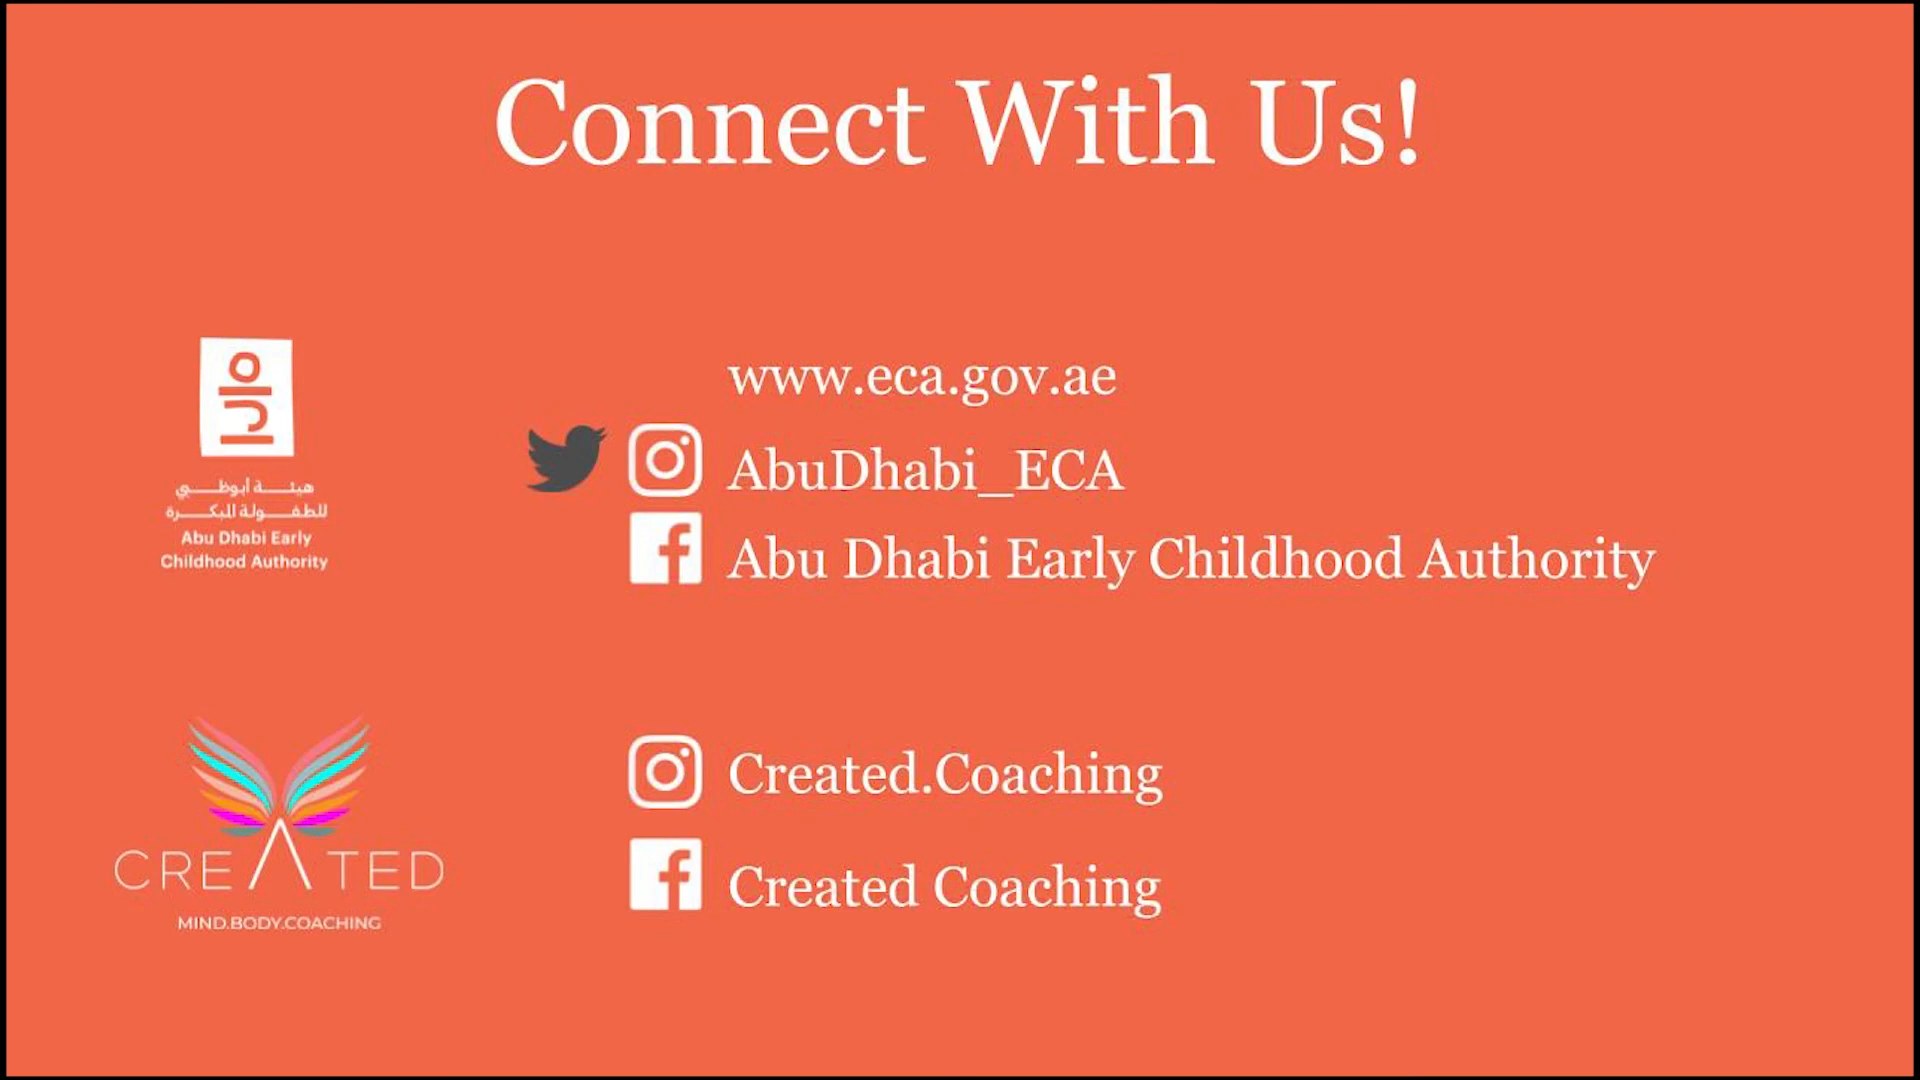 Connect With Us!
هيئة أبوظبي
للطفولة المبكرة
Abu Dhabi Early
Childhood Authority
www.eca.gov.ae
AbuDhabi_ECA
Abu Dhabi Early Childhood Authority
CREATED
MIND.BODY.COACHING
Created.Coaching
Created Coaching